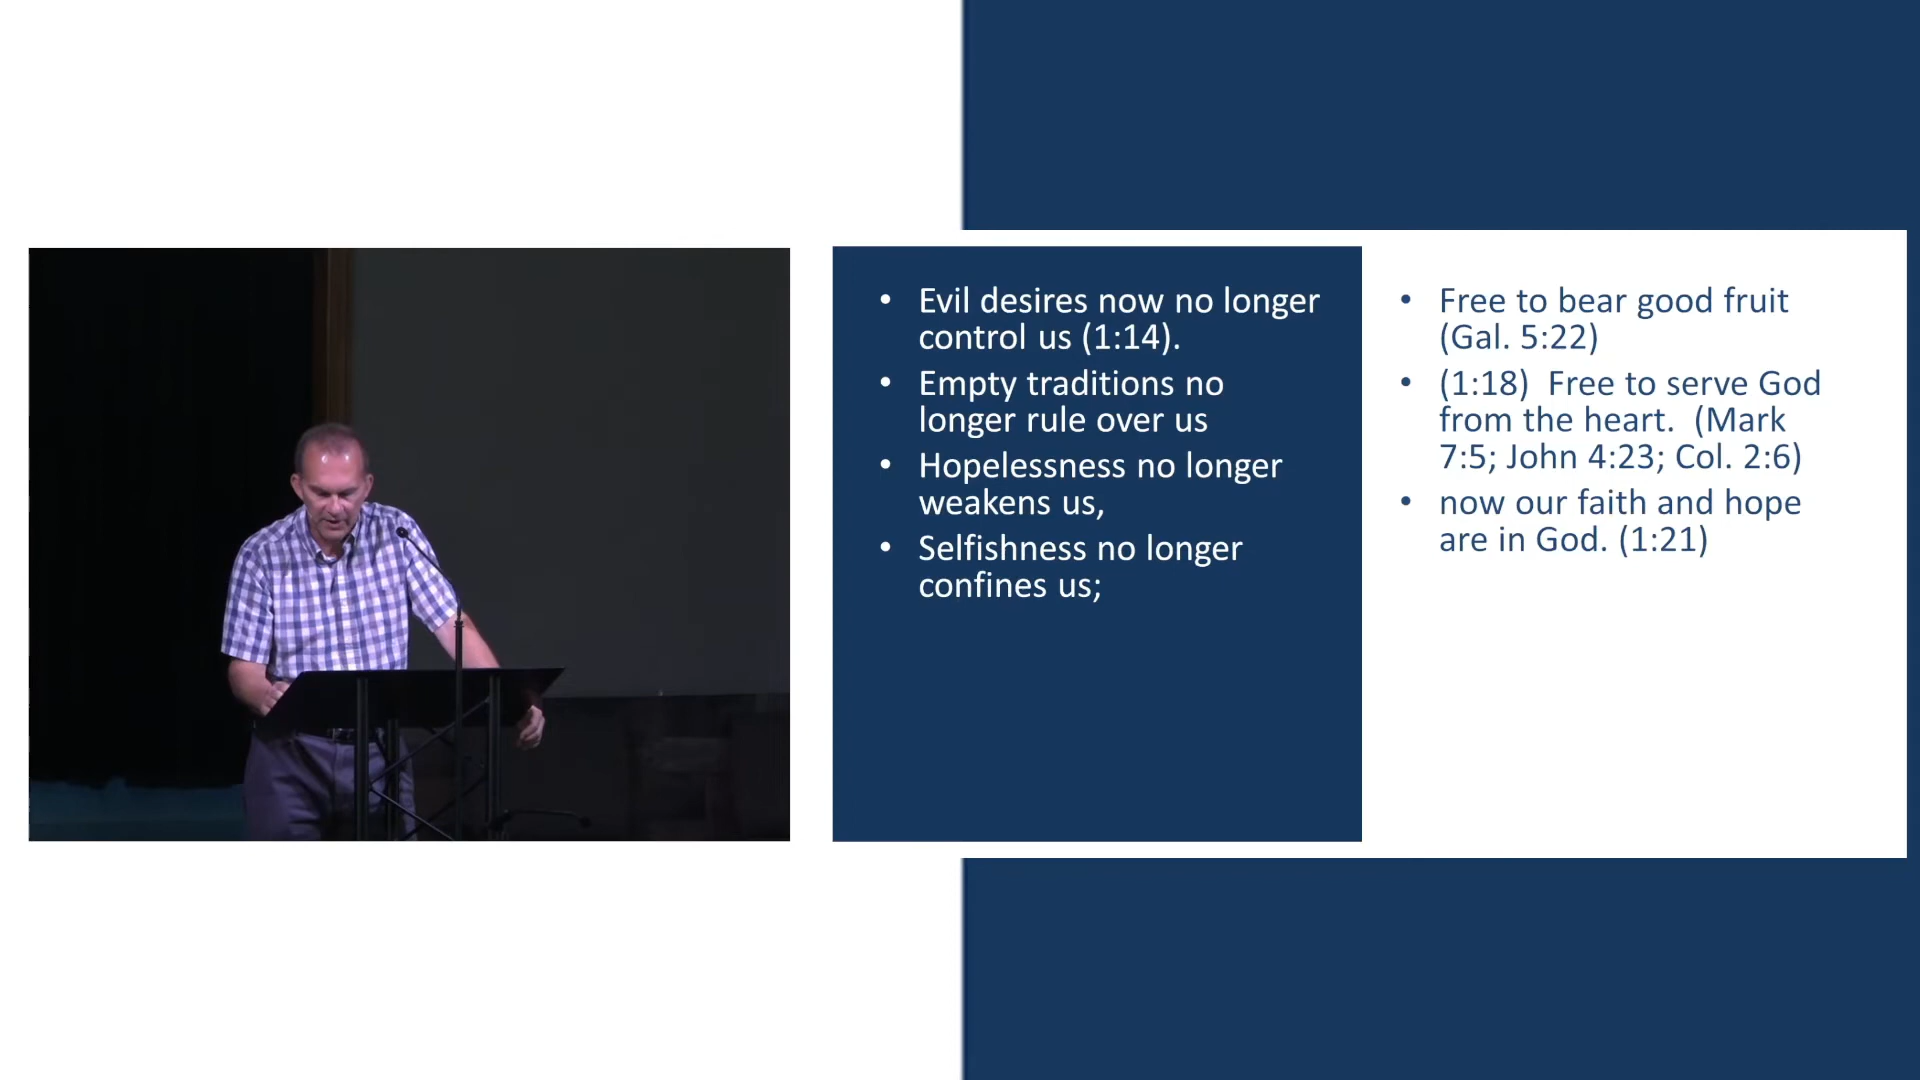 • Evil desires now no longer
control us (1:14).
• Empty traditions no
longer rule over us
• Hopelessness no longer
weakens us,
• Selfishness no longer
confines us;
• Free to bear good fruit
(Gal. 5:22)
• (1:18)  Free to serve God
from the heart.  (Mark
7:5; John 4:23; Col. 2:6)
• now our faith and hope
are in God. (1:21)